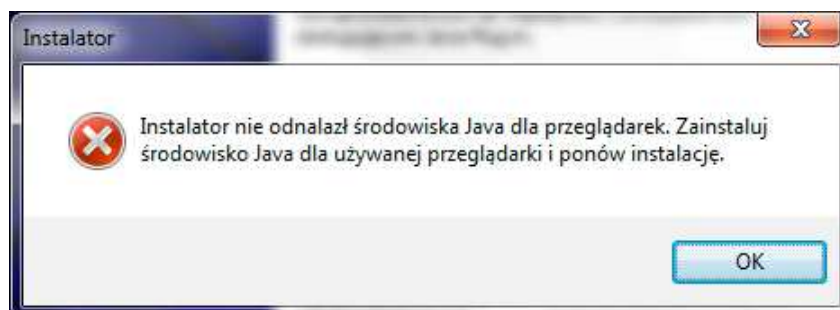 Instalator
Instalator nie odnalazł środowiska Java dla przeglądarek. Zainstaluj
środowisko Java dla używanej przeglądarki i ponów instalację.
OK